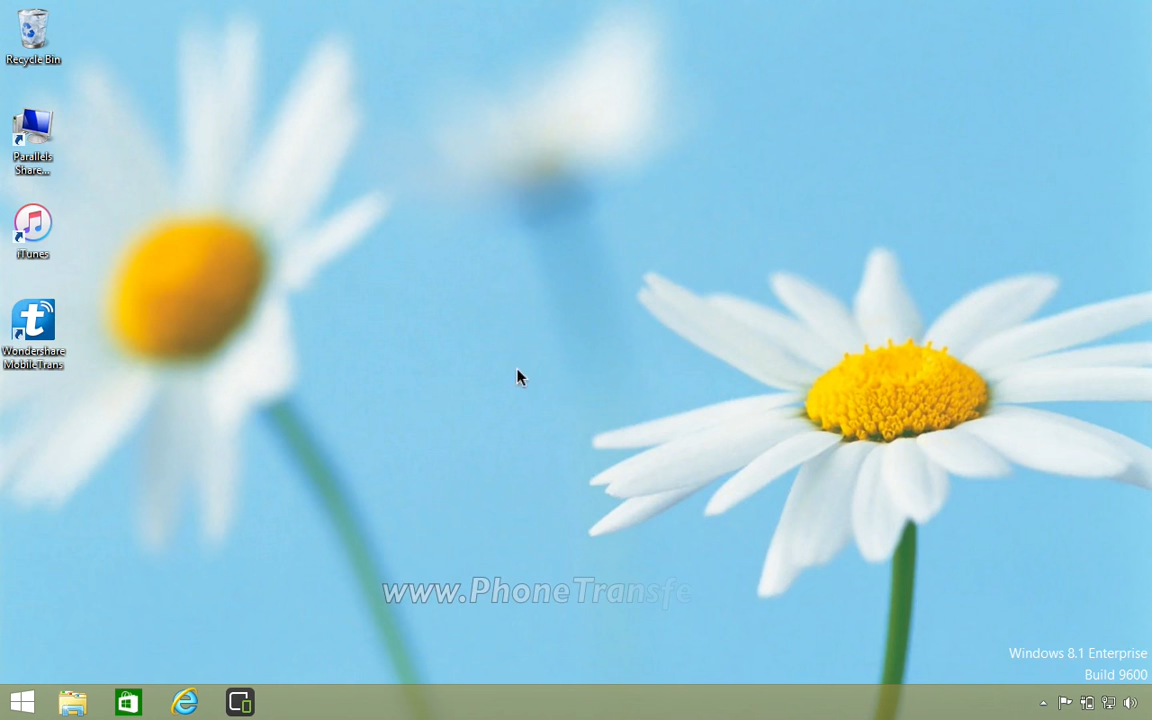 Recycle Bin
Parallels
Share...
iTunes
Wondershare
MobileTrans
www.PhoneTransfe
Windows 8.1 Enterprise
Build 9600